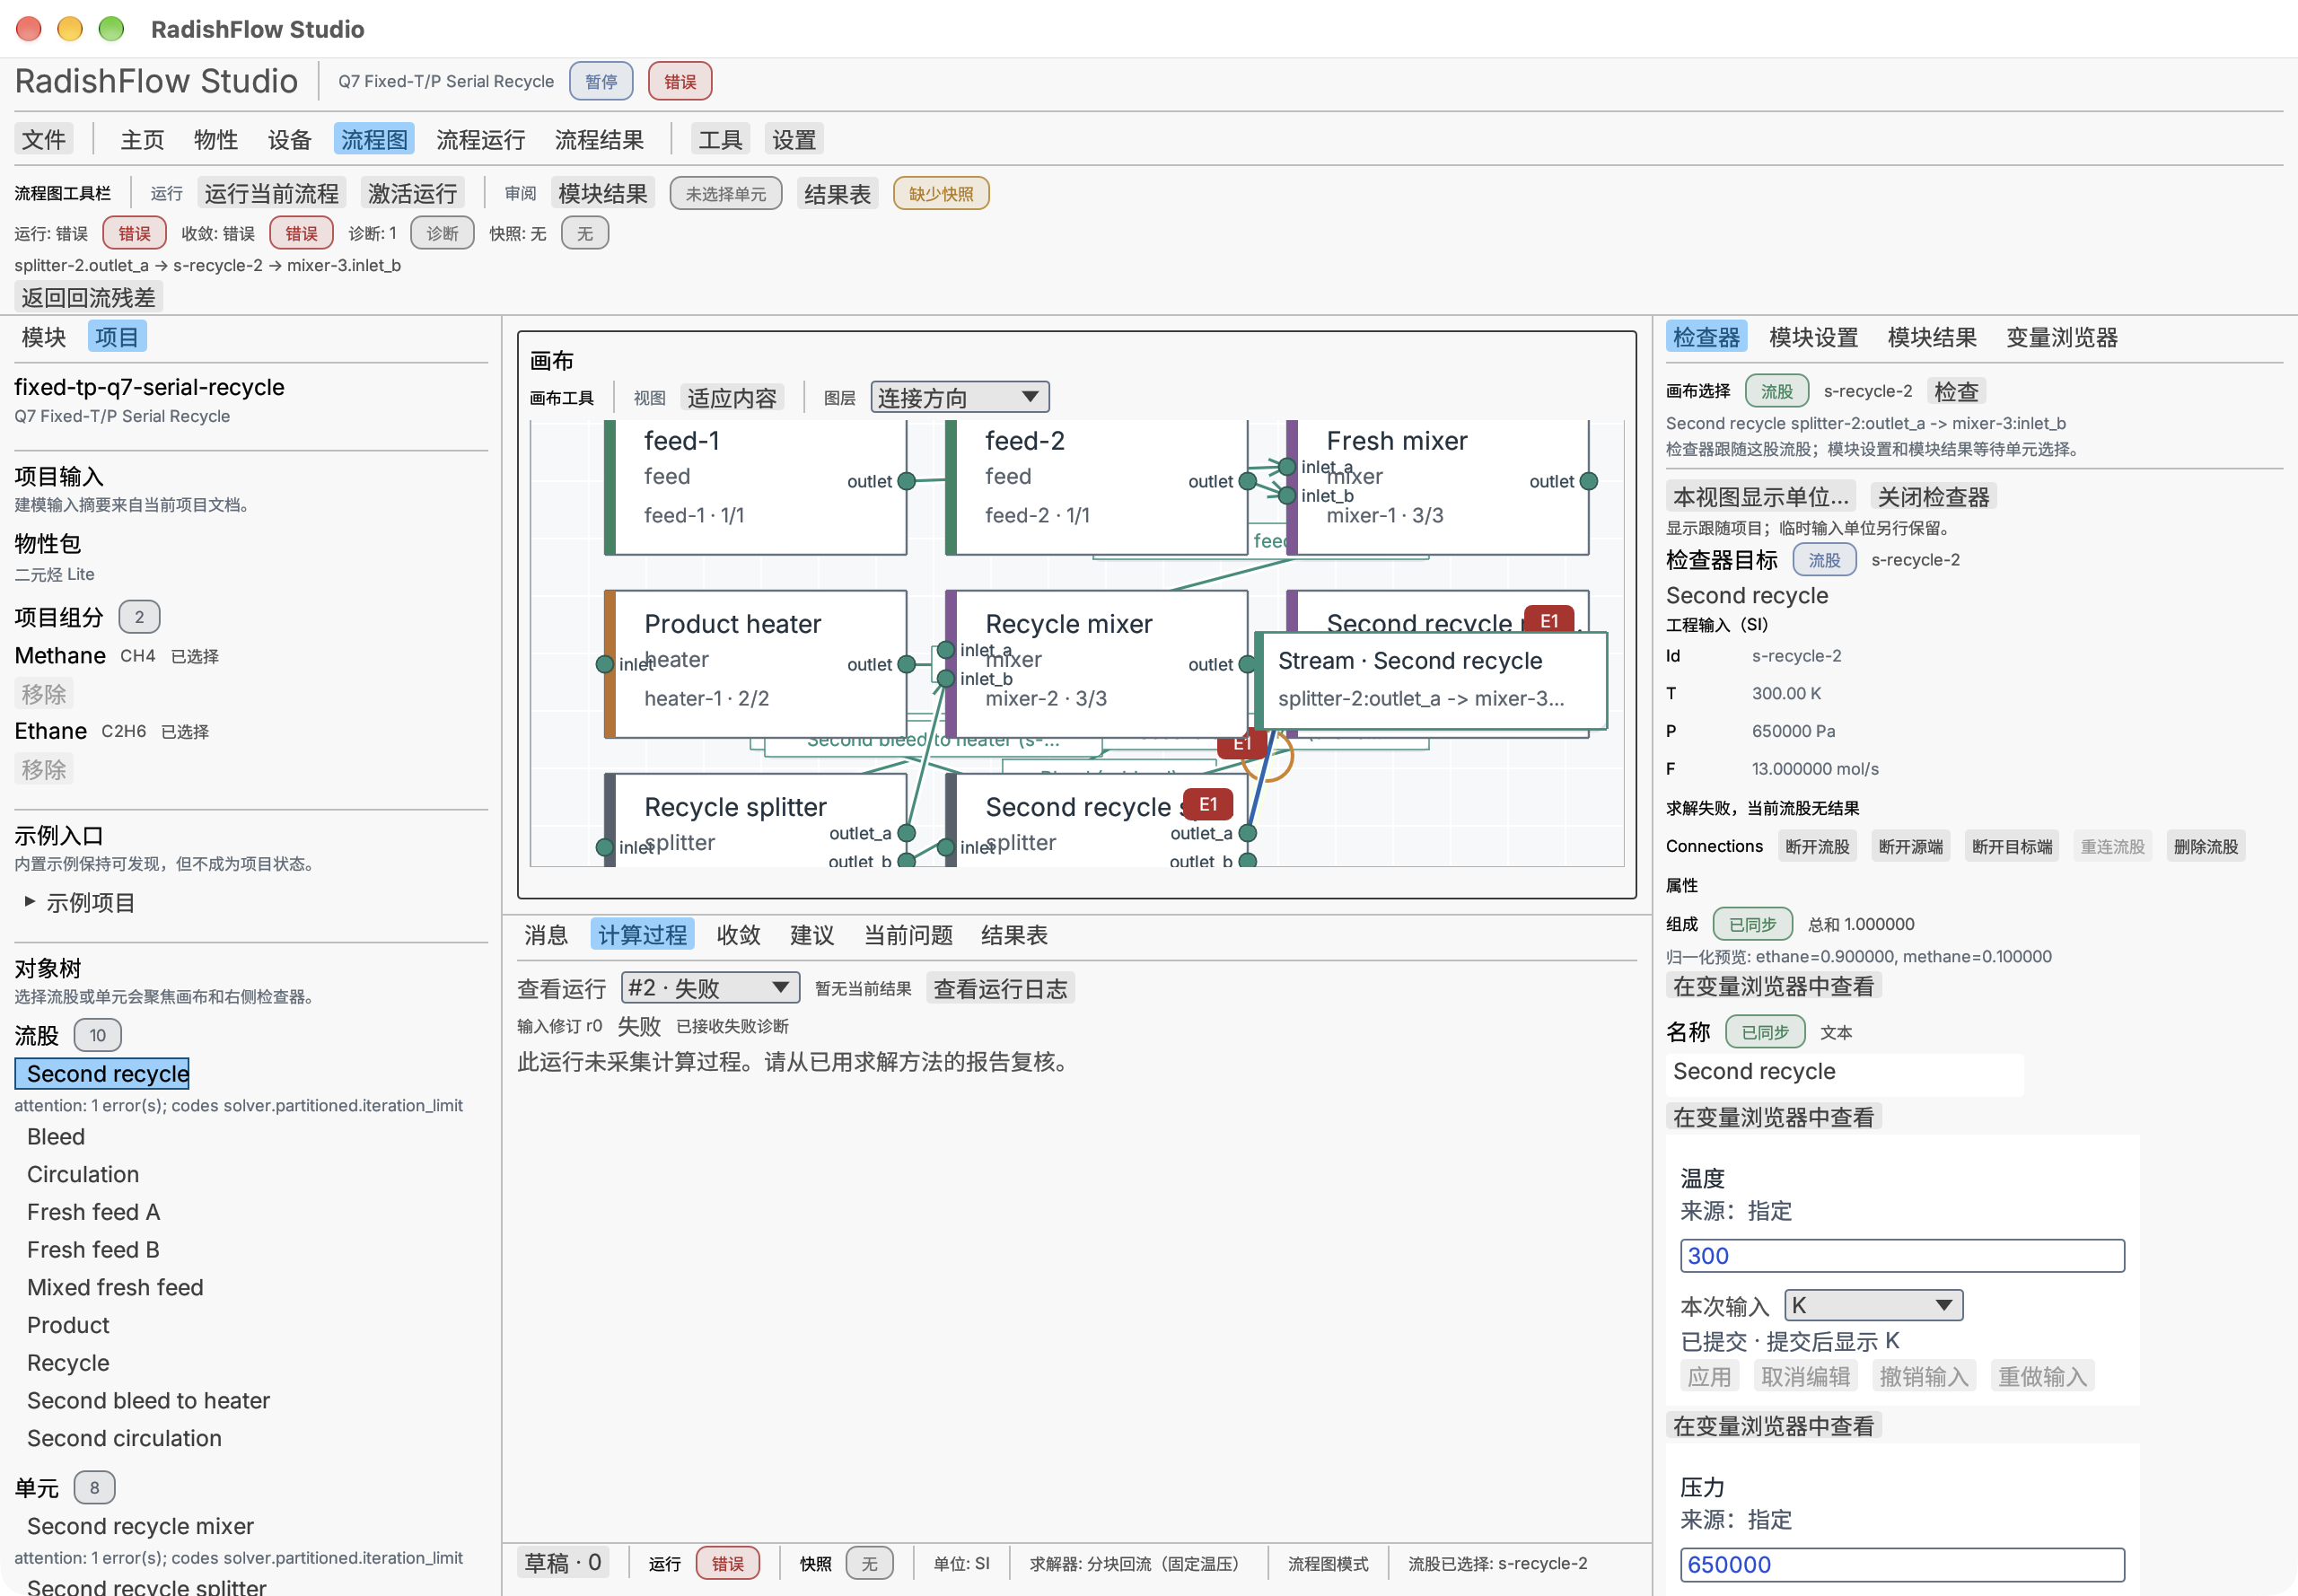 RadishFlow Studio
RadishFlow Studio Q7 Fixed-T/P Serial Recycle 暂停 错误
文件 主页 物性 设备 流程图 流程运行 流程结果 工具 设置
流程图工具栏 运行 运行当前流程 激活运行 审阅 模块结果 未选择单元 结果表 缺少快照
运行: 错误 错误 收敛: 错误 错误 诊断: 1 诊断 快照: 无 无
splitter-2.outlet_a → s-recycle-2 → mixer-3.inlet_b
返回回流残差
模块 项目
fixed-tp-q7-serial-recycle
Q7 Fixed-T/P Serial Recycle
项目输入
建模输入摘要来自当前项目文档。
物性包
二元烃 Lite
项目组分 2
Methane CH4 已选择
移除
Ethane C2H6 已选择
移除
示例入口
内置示例保持可发现，但不成为项目状态。
▶ 示例项目
对象树
选择流股或单元会聚焦画布和右侧检查器。
流股 10
Second recycle
attention: 1 error(s); codes solver.partitioned.iteration_limit
Bleed
Circulation
Fresh feed A
Fresh feed B
Mixed fresh feed
Product
Recycle
Second bleed to heater
Second circulation
单元 8
Second recycle mixer
attention: 1 error(s); codes solver.partitioned.iteration_limit
Second recycle splitter
画布
画布工具 视图 适应内容 图层 连接方向
feed-1
feed
outlet
feed-1 · 1/1
feed-2
feed
outlet
feed-2 · 1/1
Fresh mixer
inlet_a
mixer
outlet
inlet_b
mixer-1 · 3/3
feed
Product heater
inlet
heater
outlet
heater-1 · 2/2
Recycle mixer
inlet_a
mixer
outlet
inlet_b
mixer-2 · 3/3
Second recycle
E1
Stream · Second recycle
splitter-2:outlet_a -> mixer-3...
Second bleed to heater (s-...
E1
Recycle splitter
outlet_a
inlet
splitter
outlet_b
Second recycle s
E1
outlet_a
inlet
splitter
outlet_b
消息 计算过程 收敛 建议 当前问题 结果表
查看运行 #2 · 失败 暂无当前结果 查看运行日志
输入修订 r0 失败 已接收失败诊断
此运行未采集计算过程。请从已用求解方法的报告复核。
草稿 · 0 运行 错误 快照 无 单位: SI 求解器: 分块回流（固定温压） 流程图模式 流股已选择: s-recycle-2
检查器 模块设置 模块结果 变量浏览器
画布选择 流股 s-recycle-2 检查
Second recycle splitter-2:outlet_a -> mixer-3:inlet_b
检查器跟随这股流股；模块设置和模块结果等待单元选择。
本视图显示单位... 关闭检查器
显示跟随项目；临时输入单位另行保留。
检查器目标 流股 s-recycle-2
Second recycle
工程输入（SI）
Id s-recycle-2
T 300.00 K
P 650000 Pa
F 13.000000 mol/s
求解失败，当前流股无结果
Connections 断开流股 断开源端 断开目标端 重连流股 删除流股
属性
组成 已同步 总和 1.000000
归一化预览: ethane=0.900000, methane=0.100000
在变量浏览器中查看
名称 已同步 文本
Second recycle
在变量浏览器中查看
温度
来源：指定
300
本次输入 K
已提交 · 提交后显示 K
应用 取消编辑 撤销输入 重做输入
在变量浏览器中查看
压力
来源：指定
650000